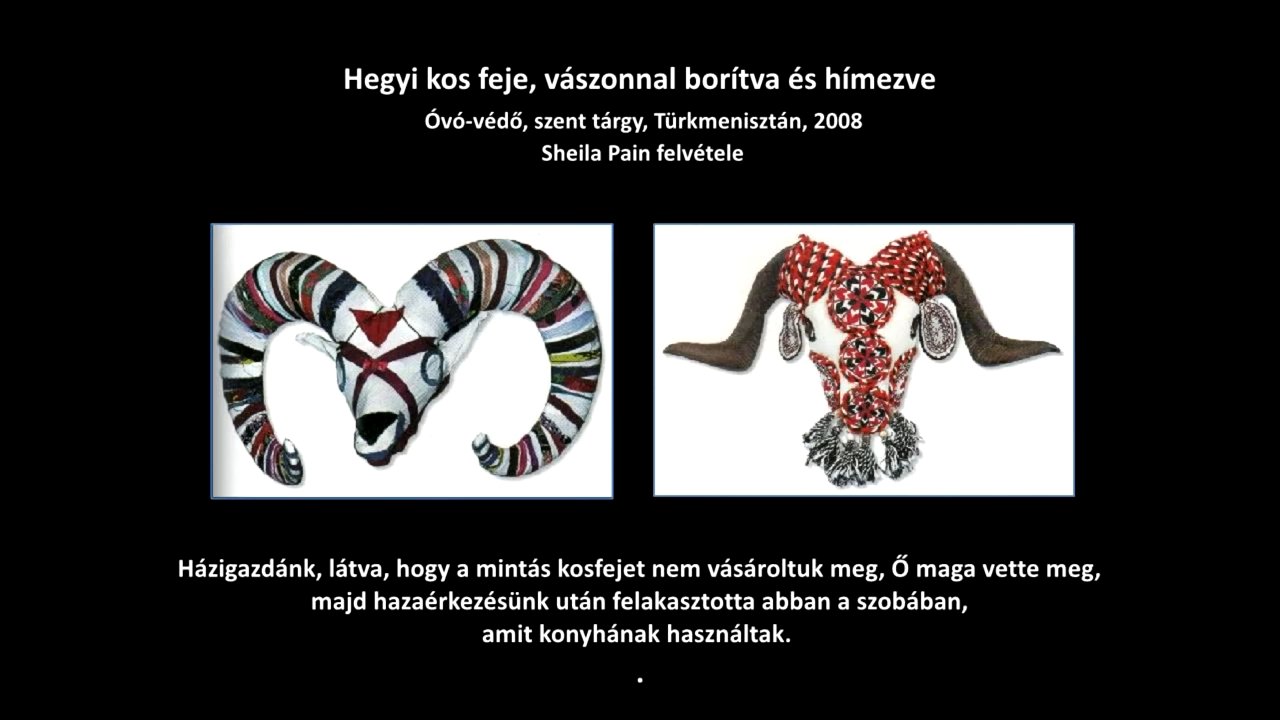 Hegyi kos feje, vászonnal borítva és hímezve
Óvó-védő, szent tárgy, Türkmenisztán, 2008
Sheila Pain felvétele
Házigazdánk, látva, hogy a mintás kosfejet nem vásároltuk meg, Ő maga vette meg,
majd hazaérkezésünk után felakasztotta abban a szobában,
amit konyhának használtak.
.